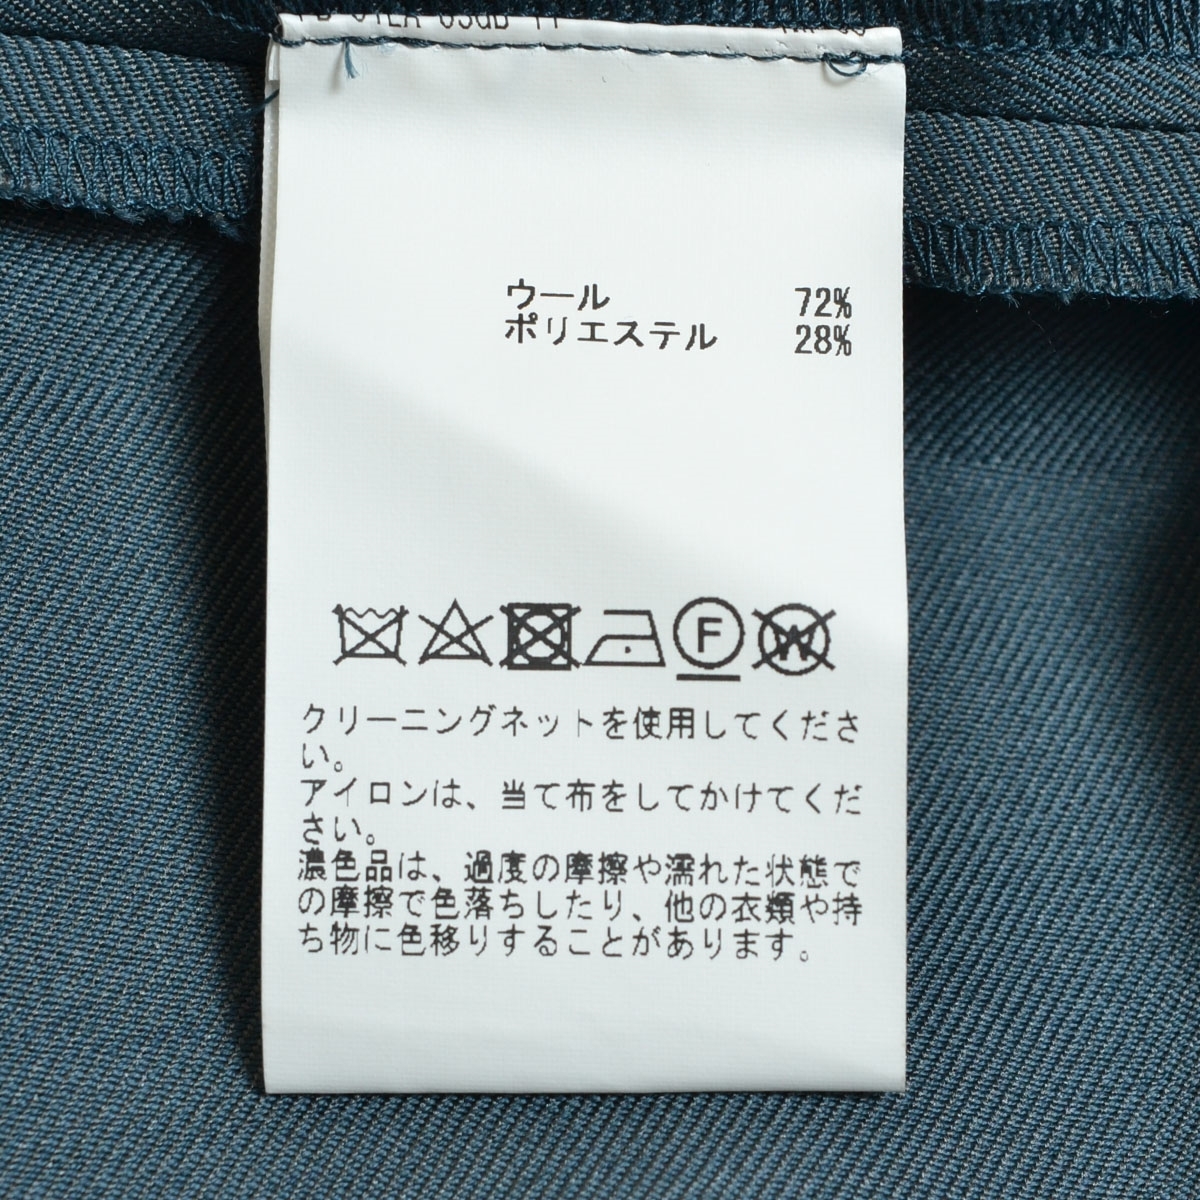 ウール 72%
ポリエステル 28%
F
W
クリーニングネットを使用してくださ
い。
アイロンは、当て布をしてかけてくだ
さい。
濃色品は、過度の摩擦や濡れた状態で
の摩擦で色落ちしたり、他の衣類や持
ち物に色移りすることがあります。